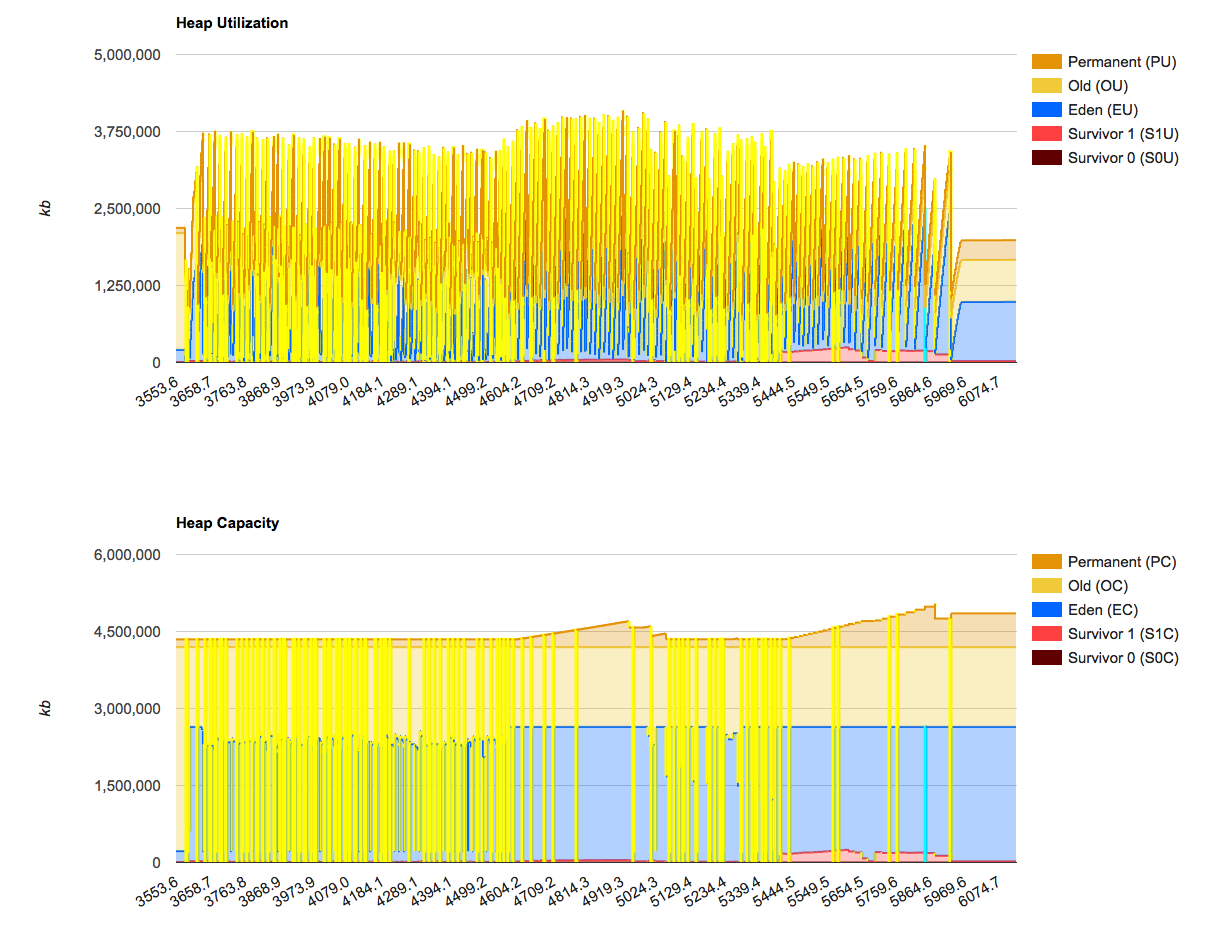 Heap Utilization
5,000,000
3,750,000
2,500,000
1,250,000
0
kb
3553.6 3658.7 3763.8 3868.9 3973.9 4079.0 4184.1 4289.1 4394.1 4499.2 4604.2 4709.2 4814.3 4919.3 5024.3 5129.4 5234.4 5339.4 5444.5 5549.5 5654.5 5759.6 5864.6 5969.6 6074.7
Permanent (PU)
Old (OU)
Eden (EU)
Survivor 1 (S1U)
Survivor 0 (S0U)
Heap Capacity
6,000,000
4,500,000
3,000,000
1,500,000
0
kb
3553.6 3658.7 3763.8 3868.9 3973.9 4079.0 4184.1 4289.1 4394.1 4499.2 4604.2 4709.2 4814.3 4919.3 5024.3 5129.4 5234.4 5339.4 5444.5 5549.5 5654.5 5759.6 5864.6 5969.6 6074.7
Permanent (PC)
Old (OC)
Eden (EC)
Survivor 1 (S1C)
Survivor 0 (S0C)